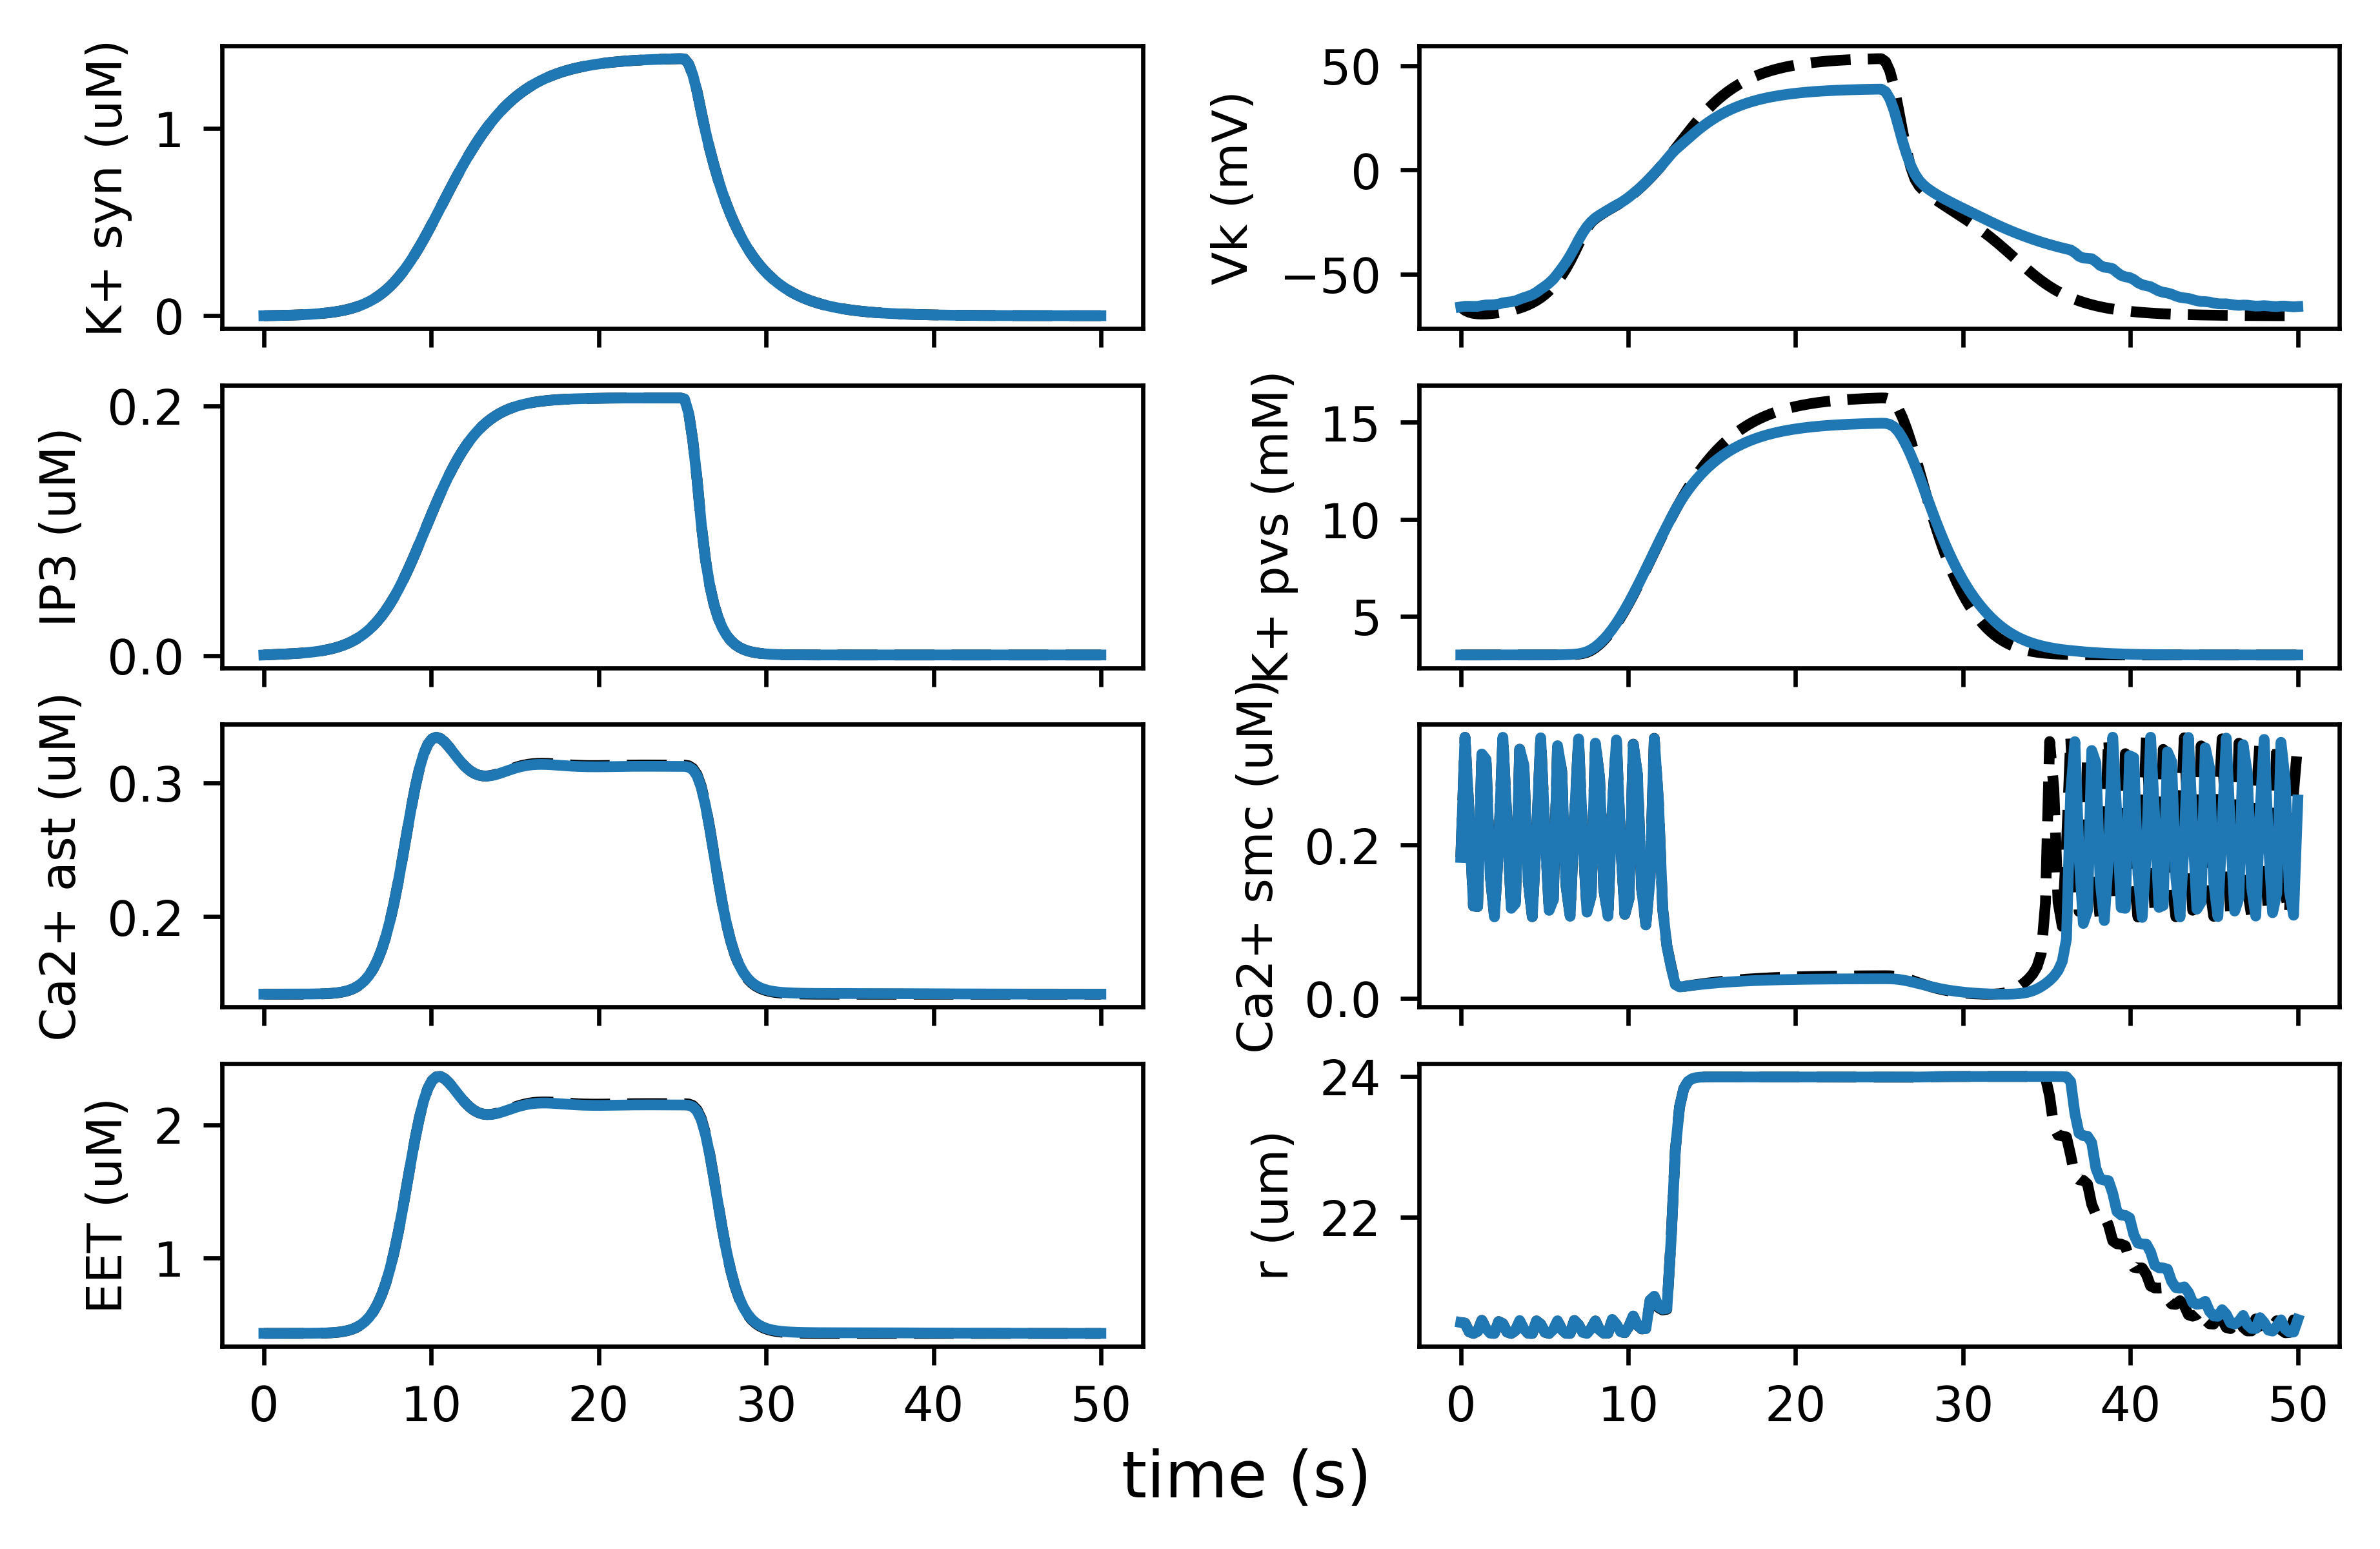 K+ syn (uM)
1
0
Vk (mV)
50
0
−50
IP3 (uM)
0.2
0.0
K+ pvs (mM)
15
10
5
Ca2+ ast (uM)
0.3
0.2
Ca2+ smc (uM)
0.2
0.0
EET (uM)
2
1
r (um)
24
22
0 10 20 30 40 50
0 10 20 30 40 50
time (s)